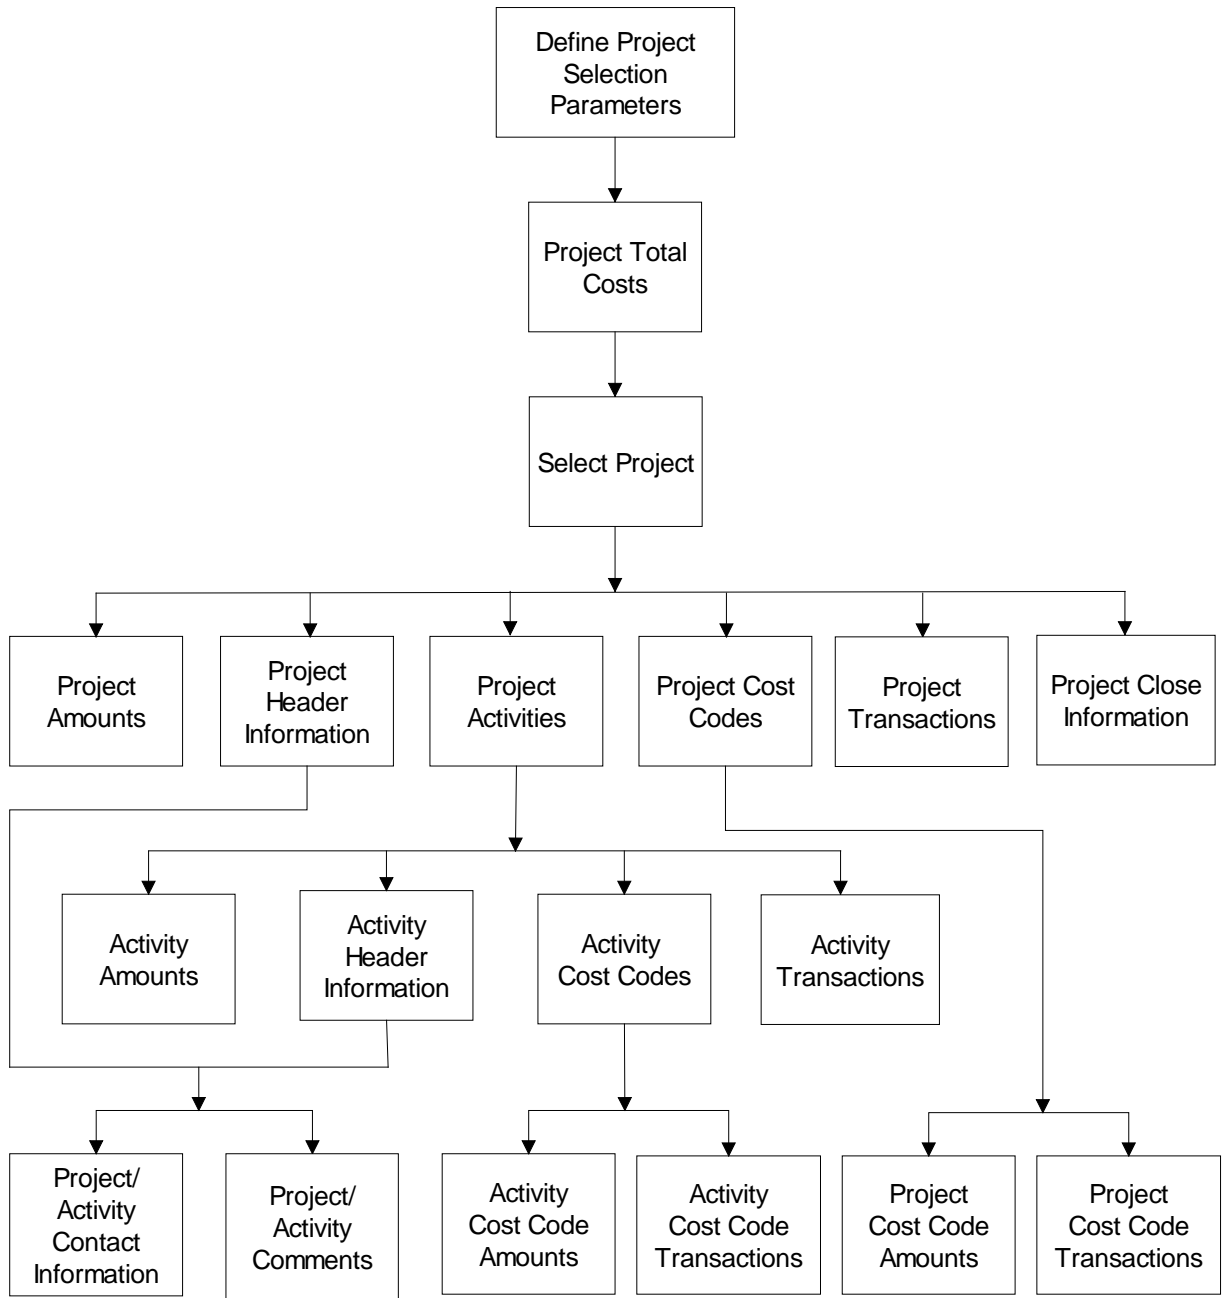 Define Project
Selection
Parameters
Project Total
Costs
Select Project
Project
Amounts
Project
Header
Information
Project
Activities
Project Cost
Codes
Project
Transactions
Project Close
Information
Activity
Amounts
Activity
Header
Information
Activity
Cost Codes
Activity
Transactions
Project/
Activity
Contact
Information
Project/
Activity
Comments
Activity
Cost Code
Amounts
Activity
Cost Code
Transactions
Project
Cost Code
Amounts
Project
Cost Code
Transactions